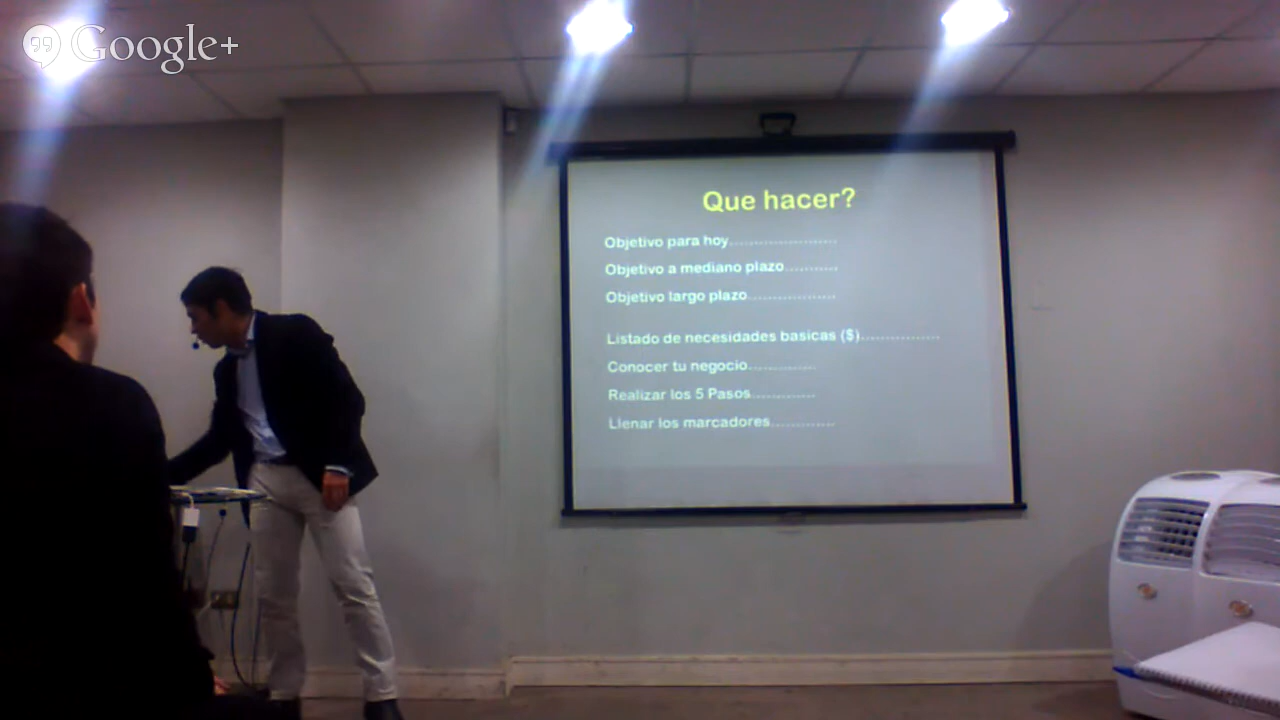 Google+
Que hacer?
Objetivo para hoy......................
Objetivo a mediano plazo...........
Objetivo largo plazo..................
Listado de necesidades basicas ($)................
Conocer tu negocio..............
Realizar los 5 Pasos.............
Llenar los marcadores.............